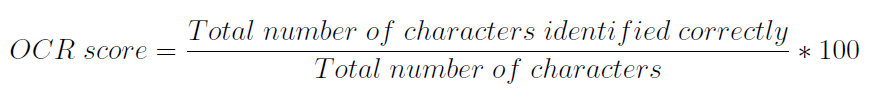 OCR score = Total number of characters identified correctly / Total number of characters * 100